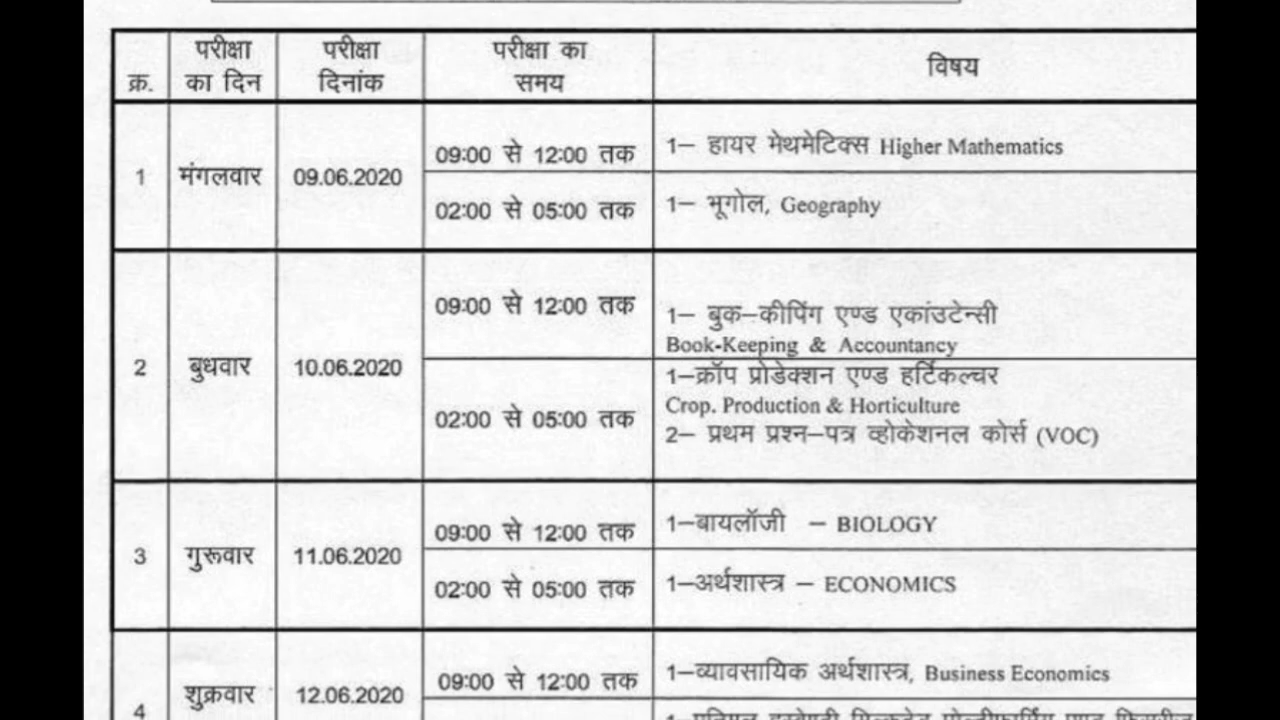 परीक्षा परीक्षा परीक्षा का
क्र. का दिन दिनांक समय विषय
1 मंगलवार 09.06.2020
09:00 से 12:00 तक 1– हायर मेथमेटिक्स Higher Mathematics
02:00 से 05:00 तक 1– भूगोल, Geography
2 बुधवार 10.06.2020
09:00 से 12:00 तक 1– बुक–कीपिंग एण्ड एकांउटेन्सी
Book-Keeping & Accountancy
02:00 से 05:00 तक 1–क्रॉप प्रोडेक्शन एण्ड हर्टिकल्चर
Crop. Production & Horticulture
2– प्रथम प्रश्न–पत्र व्होकेशनल कोर्स (VOC)
3 गुरूवार 11.06.2020
09:00 से 12:00 तक 1–बायलॉजी – BIOLOGY
02:00 से 05:00 तक 1–अर्थशास्त्र – ECONOMICS
4 शुक्रवार 12.06.2020
09:00 से 12:00 तक 1–व्यावसायिक अर्थशास्त्र, Business Economics